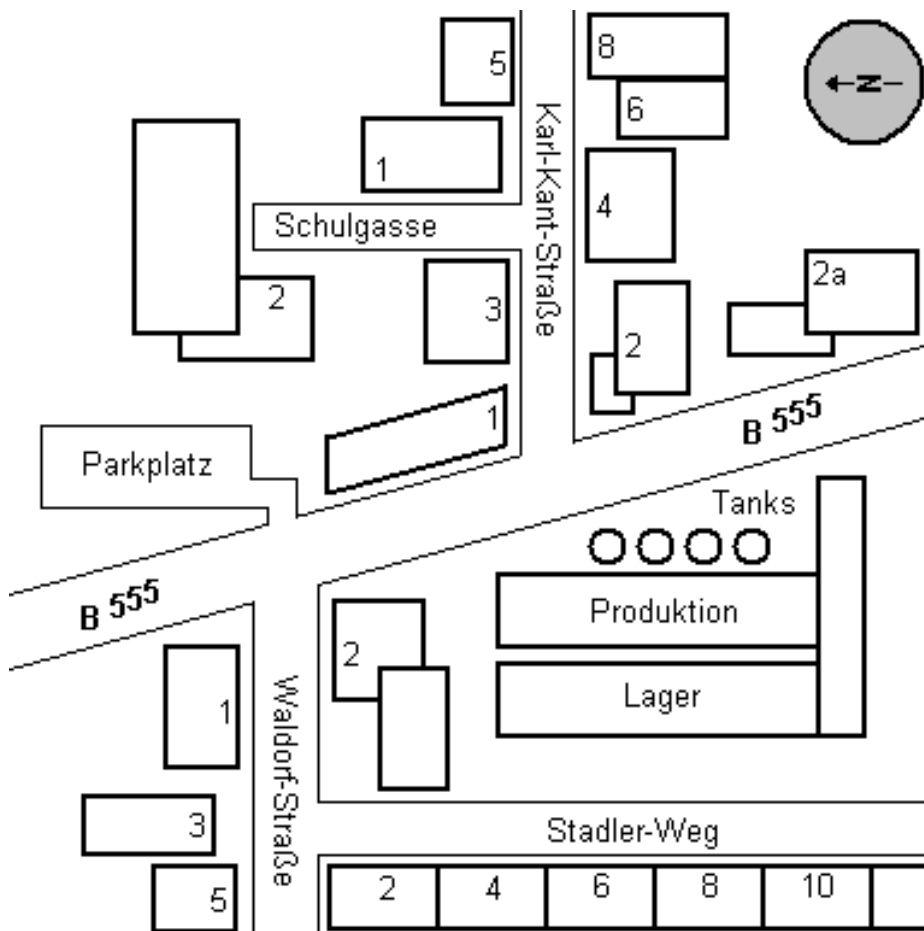 5
8
6
N
1
Karl-Kant-Straße
4
Schulgasse
2a
2
3
2
1
B 555
Parkplatz
Tanks
B 555
Produktion
2
Lager
1
Waldorf-Straße
3
Stadler-Weg
5
2
4
6
8
10